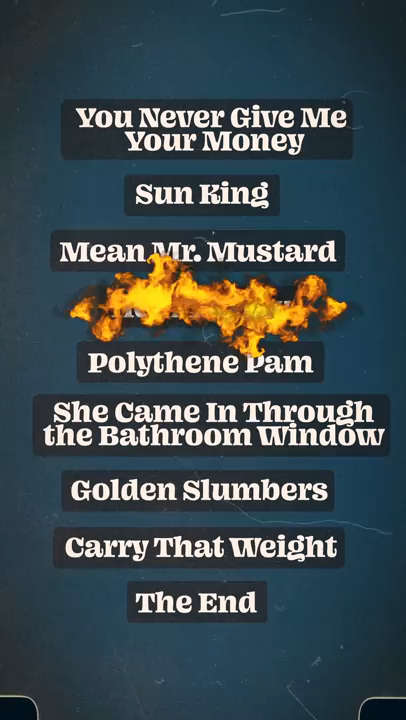 You Never Give Me
Your Money
Sun King
Mean Mr. Mustard
Polythene Pam
She Came In Through
the Bathroom Window
Golden Slumbers
Carry That Weight
The End